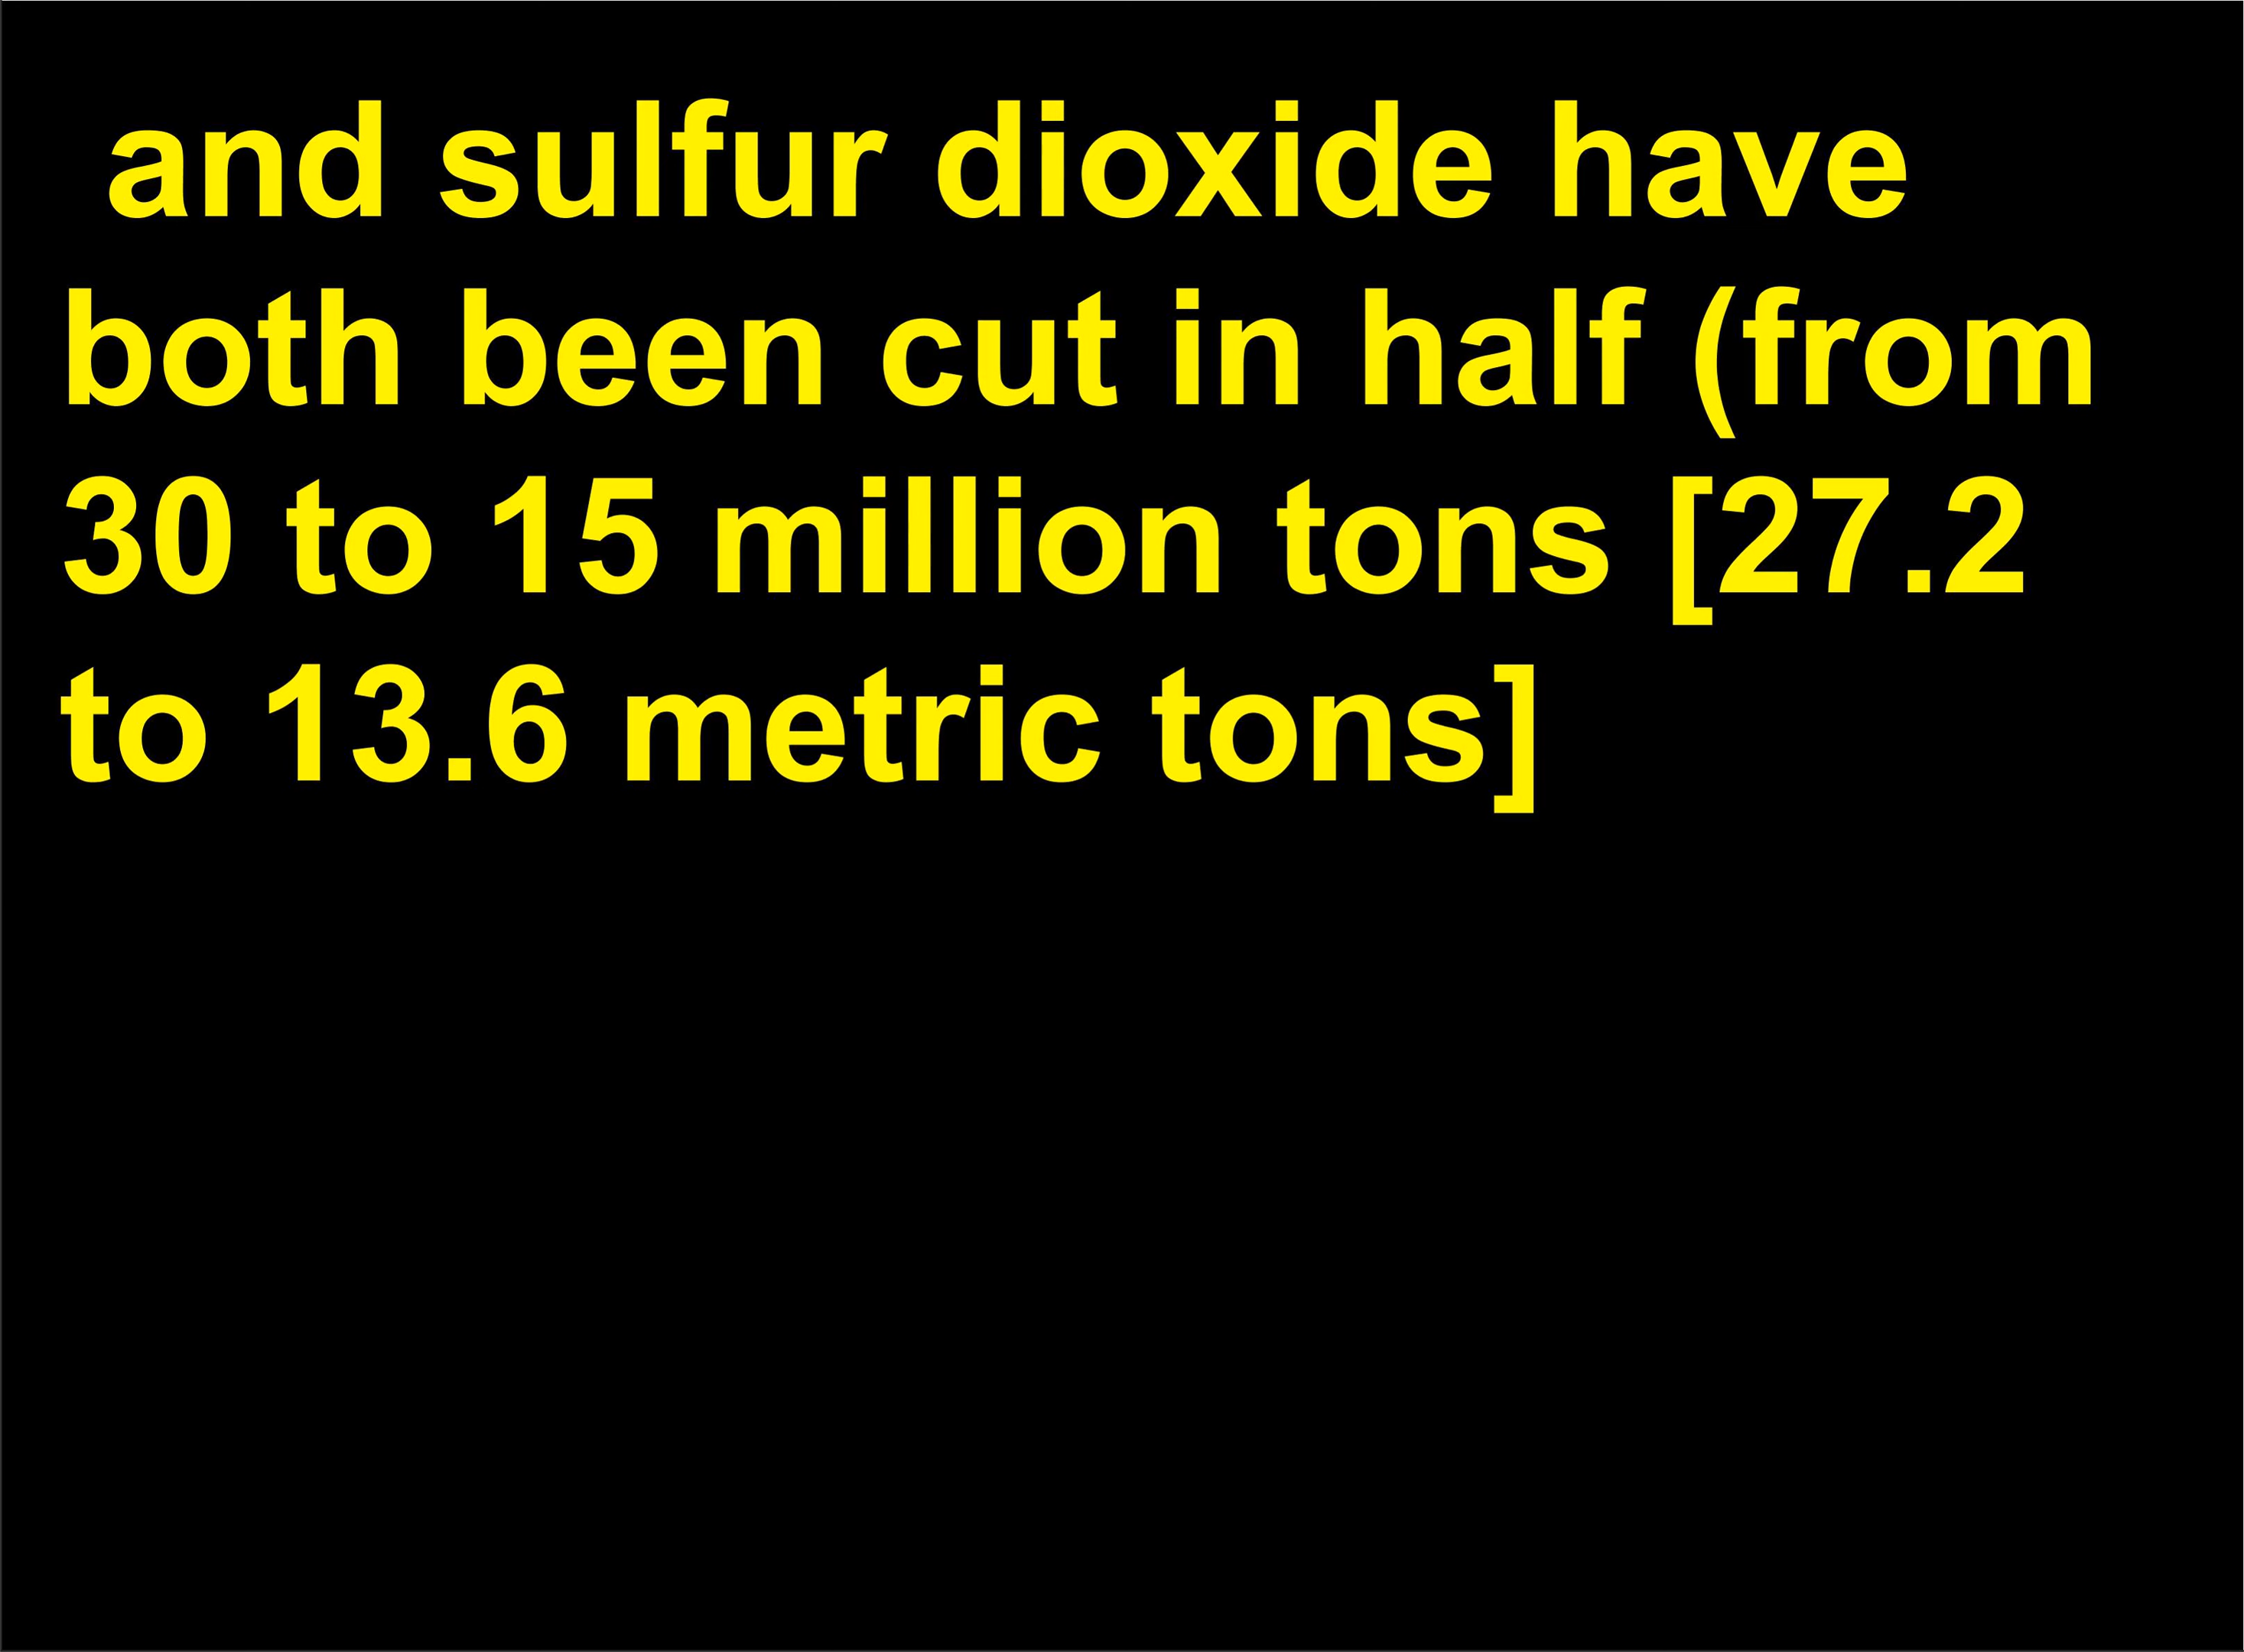 and sulfur dioxide have
both been cut in half (from
30 to 15 million tons [27.2
to 13.6 metric tons]